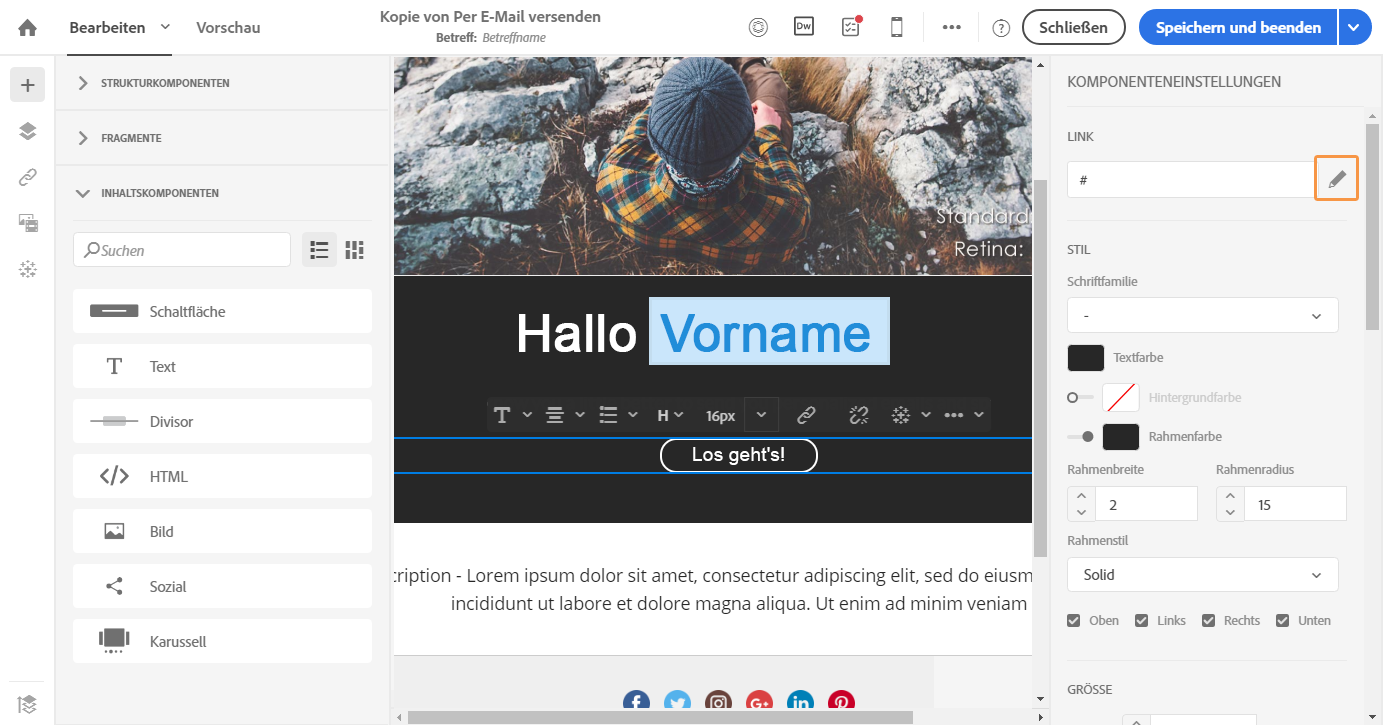 Bearbeiten
Vorschau
Kopie von Per E-Mail versenden
Betreff: Betreffname
Dw
?
Schließen
Speichern und beenden
STRUKTURKOMPONENTEN
FRAGMENTE
INHALTSKOMPONENTEN
Suchen
Schaltfläche
Text
Divisor
HTML
Bild
Sozial
Karussell
Standard
Retina:
Hallo Vorname
H
16px
Los geht's!
cription - Lorem ipsum dolor sit amet, consectetur adipiscing elit, sed do eiusm
incididunt ut labore et dolore magna aliqua. Ut enim ad minim veniam
KOMPONENTENEINSTELLUNGEN
LINK
#
STIL
Schriftfamilie
-
Textfarbe
Hintergrundfarbe
Rahmenfarbe
Rahmenbreite
Rahmenradius
2
15
Rahmenstil
Solid
Oben
Links
Rechts
Unten
GRÖSSE